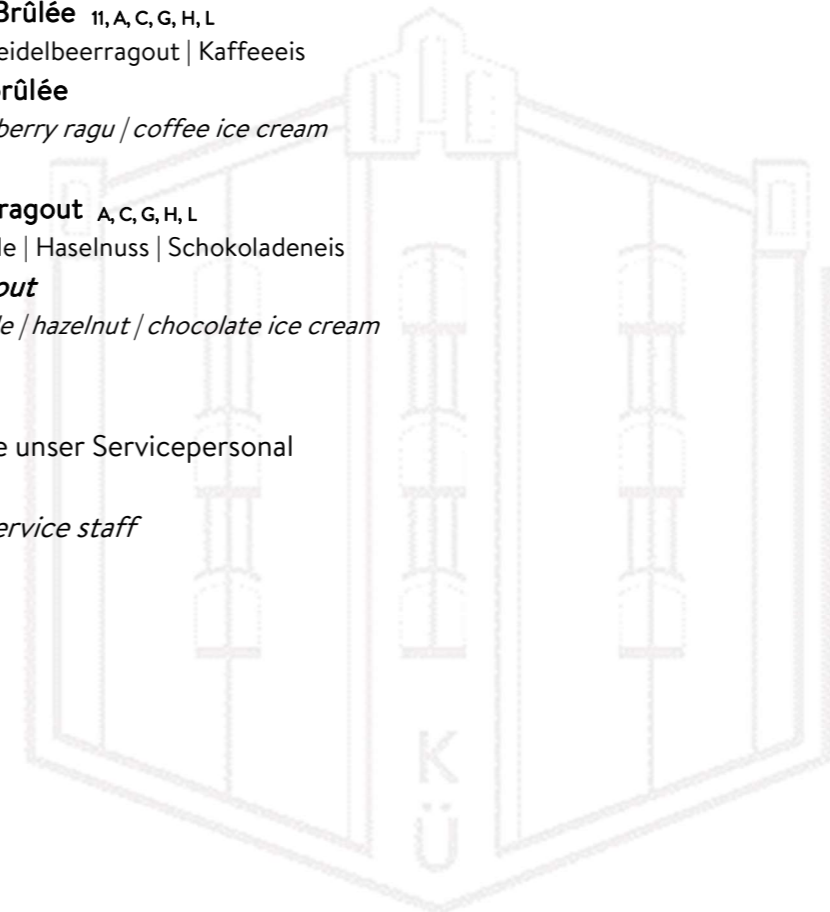 Brûlée 11, A, C, G, H, L
eidelbeerragout | Kaffeeeis
rûlée
berry ragu / coffee ice cream
ragout A, C, G, H, L
le | Haselnuss | Schokoladeneis
out
le / hazelnut / chocolate ice cream
e unser Servicepersonal
ervice staff
K
Ü